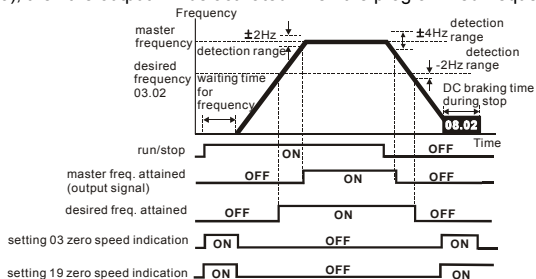 Frequency
master frequency
±2Hz
detection range
±4Hz detection range
detection range
-2Hz
desired frequency 03.02
waiting time for frequency
DC braking time during stop
08.02
Time
run/stop
ON
OFF
master freq. attained (output signal)
OFF
ON
OFF
desired freq. attained
OFF
ON
OFF
setting 03 zero speed indication
ON
OFF
ON
setting 19 zero speed indication
ON
OFF
ON